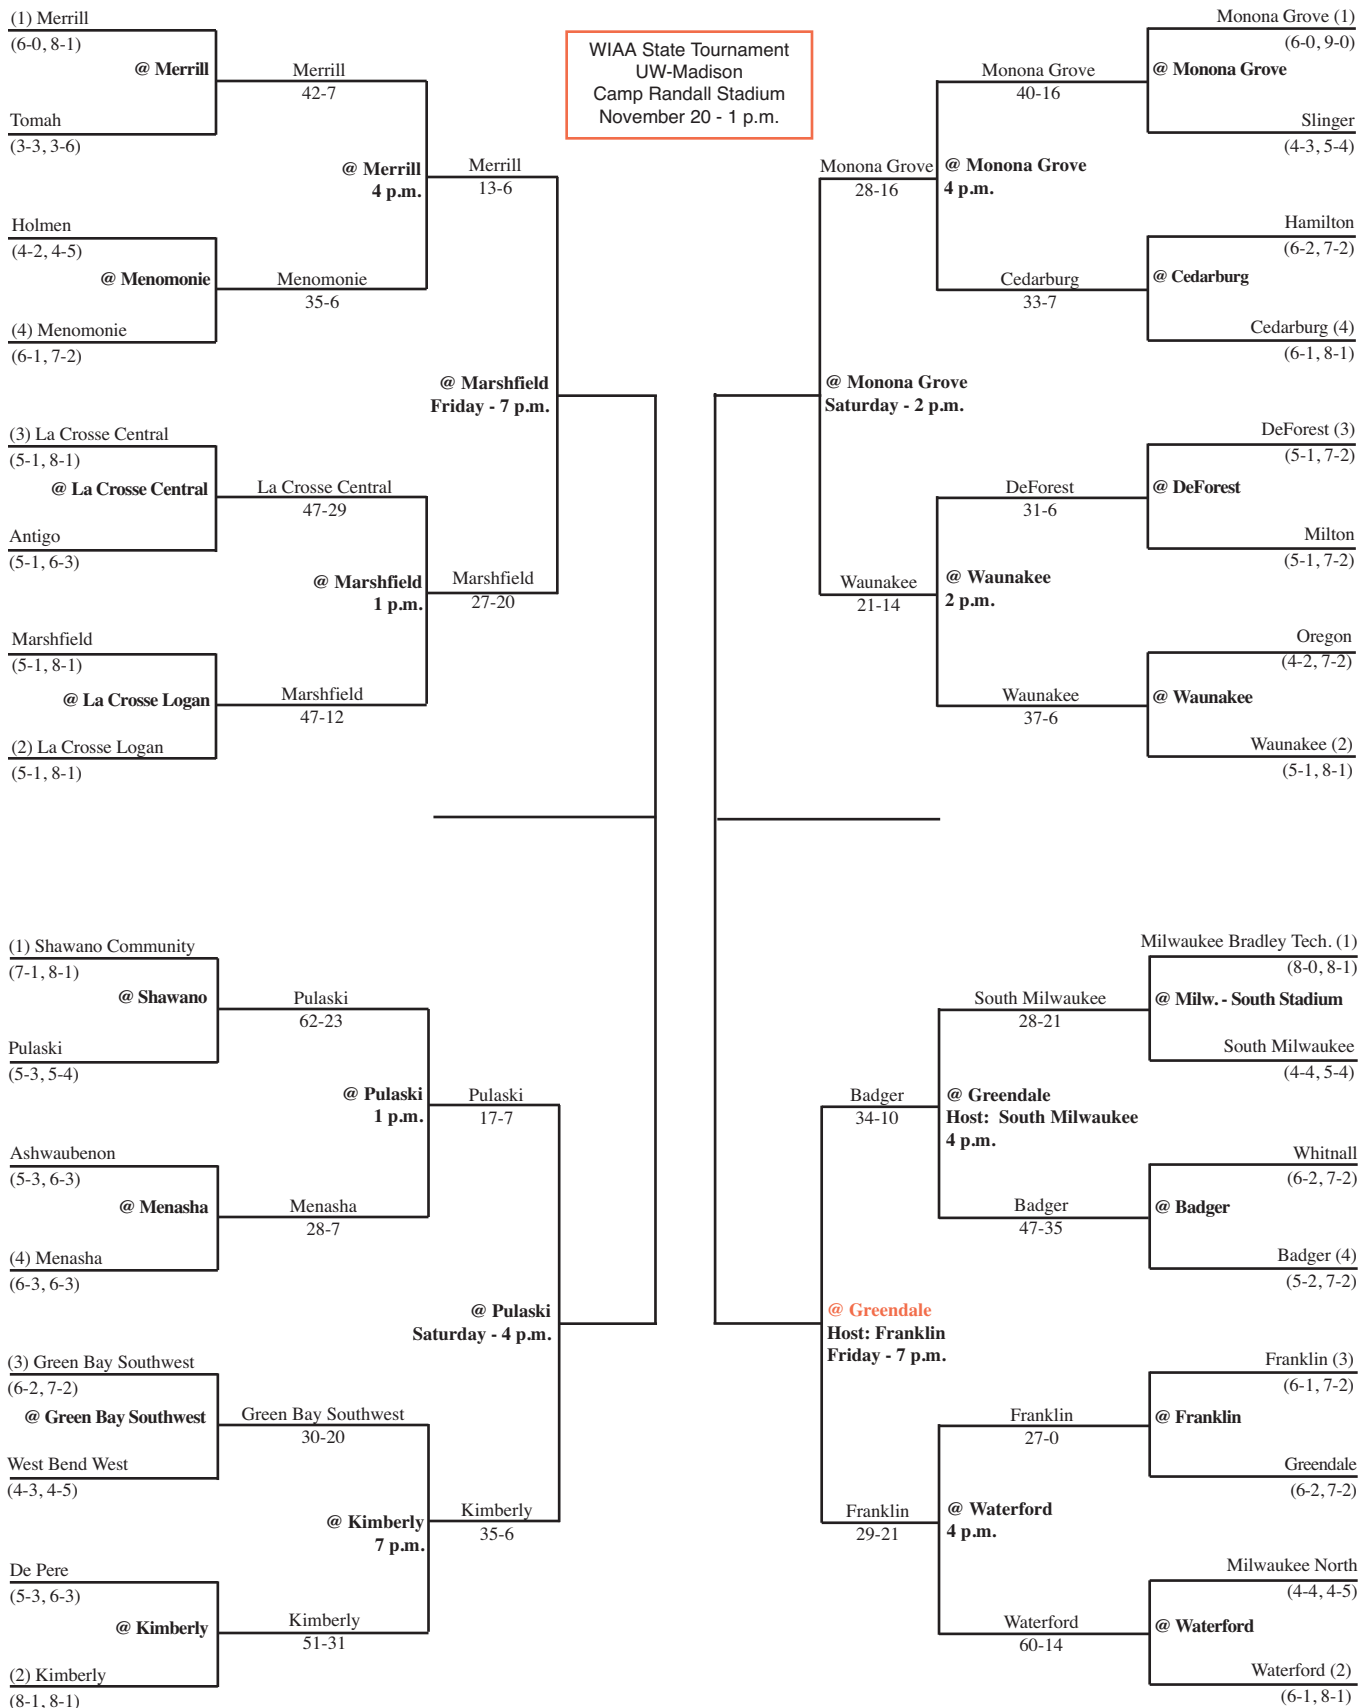 WIAA State Tournament
UW-Madison
Camp Randall Stadium
November 20 - 1 p.m.
(1) Merrill
(6-0, 8-1)
@ Merrill
Tomah
(3-3, 3-6)
Merrill
42-7
@ Merrill
4 p.m.
Holmen
(4-2, 4-5)
@ Menomonie
(4) Menomonie
(6-1, 7-2)
Menomonie
35-6
Merrill
13-6
@ Marshfield
Friday - 7 p.m.
(3) La Crosse Central
(5-1, 8-1)
@ La Crosse Central
Antigo
(5-1, 6-3)
La Crosse Central
47-29
@ Marshfield
1 p.m.
Marshfield
27-20
Marshfield
(5-1, 8-1)
@ La Crosse Logan
(2) La Crosse Logan
(5-1, 8-1)
Marshfield
47-12
(1) Shawano Community
(7-1, 8-1)
@ Shawano
Pulaski
(5-3, 5-4)
Pulaski
62-23
@ Pulaski
1 p.m.
Pulaski
17-7
Ashwaubenon
(5-3, 6-3)
@ Menasha
(4) Menasha
(6-3, 6-3)
Menasha
28-7
@ Pulaski
Saturday - 4 p.m.
(3) Green Bay Southwest
(6-2, 7-2)
@ Green Bay Southwest
West Bend West
(4-3, 4-5)
Green Bay Southwest
30-20
@ Kimberly
7 p.m.
Kimberly
35-6
De Pere
(5-3, 6-3)
@ Kimberly
(2) Kimberly
(8-1, 8-1)
Kimberly
51-31
Monona Grove (1)
(6-0, 9-0)
@ Monona Grove
Slinger
(4-3, 5-4)
Monona Grove
40-16
@ Monona Grove
4 p.m.
Monona Grove
28-16
Hamilton
(6-2, 7-2)
@ Cedarburg
Cedarburg (4)
(6-1, 8-1)
Cedarburg
33-7
@ Monona Grove
Saturday - 2 p.m.
DeForest (3)
(5-1, 7-2)
@ DeForest
Milton
(5-1, 7-2)
DeForest
31-6
@ Waunakee
2 p.m.
Waunakee
21-14
Oregon
(4-2, 7-2)
@ Waunakee
Waunakee (2)
(5-1, 8-1)
Waunakee
37-6
Milwaukee Bradley Tech. (1)
(8-0, 8-1)
@ Milw. - South Stadium
South Milwaukee
(4-4, 5-4)
South Milwaukee
28-21
@ Greendale
Host: South Milwaukee
4 p.m.
Badger
34-10
Whitnall
(6-2, 7-2)
@ Badger
Badger (4)
(5-2, 7-2)
Badger
47-35
@ Greendale
Host: Franklin
Friday - 7 p.m.
Franklin (3)
(6-1, 7-2)
@ Franklin
Greendale
(6-2, 7-2)
Franklin
27-0
@ Waterford
4 p.m.
Franklin
29-21
Milwaukee North
(4-4, 4-5)
@ Waterford
Waterford (2)
(6-1, 8-1)
Waterford
60-14